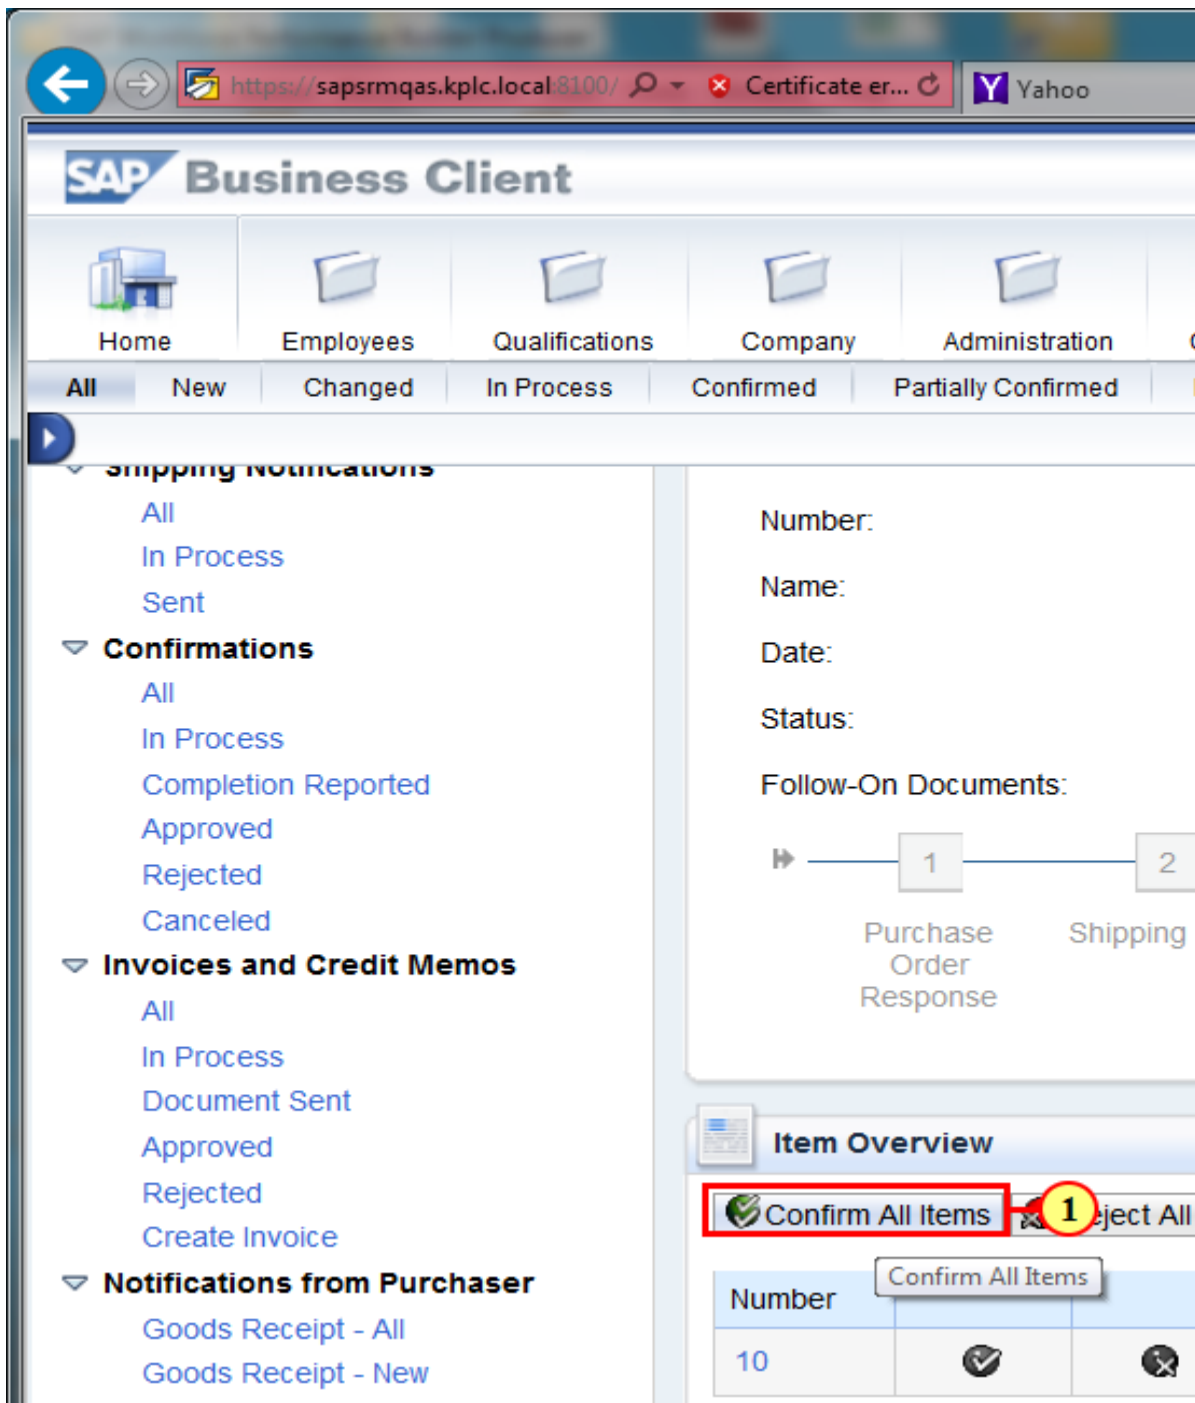 https://sapsrmqas.kplc.local:8100/ Certificate er... Yahoo
SAP Business Client
Home Employees Qualifications Company Administration
All New Changed In Process Confirmed Partially Confirmed
Shipping Notifications
All
In Process
Sent
Confirmations
All
In Process
Completion Reported
Approved
Rejected
Canceled
Invoices and Credit Memos
All
In Process
Document Sent
Approved
Rejected
Create Invoice
Notifications from Purchaser
Goods Receipt - All
Goods Receipt - New
Number:
Name:
Date:
Status:
Follow-On Documents:
1 2
Purchase Order Response
Shipping
Item Overview
Confirm All Items 1 eject All
Confirm All Items
Number
10